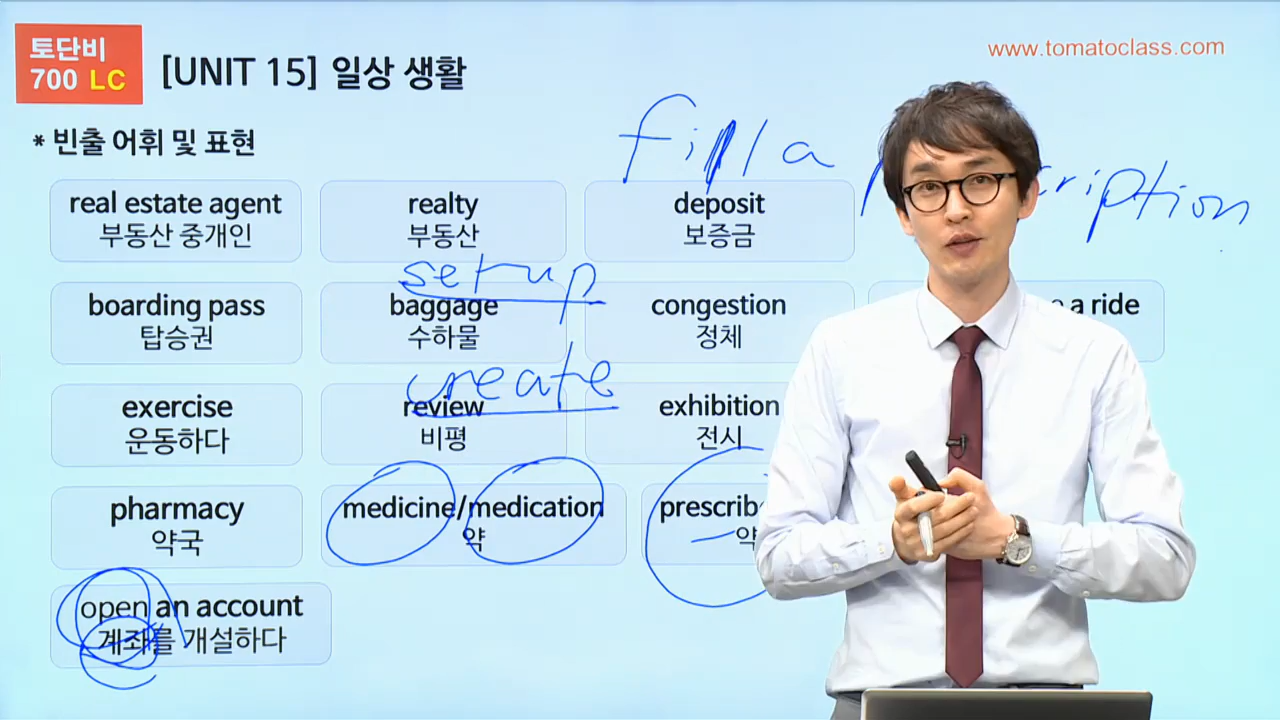 토단비
700 LC
[UNIT 15] 일상 생활
www.tomatoclass.com
* 빈출 어휘 및 표현
fill a cription
real estate agent
부동산 중개인
realty
부동산
deposit
보증금
setup
boarding pass
탑승권
baggage
수하물
congestion
정체
a ride
create
exercise
운동하다
review
비평
exhibition
전시
pharmacy
약국
medicine/medication
약
prescribe
약
open an account
계좌를 개설하다